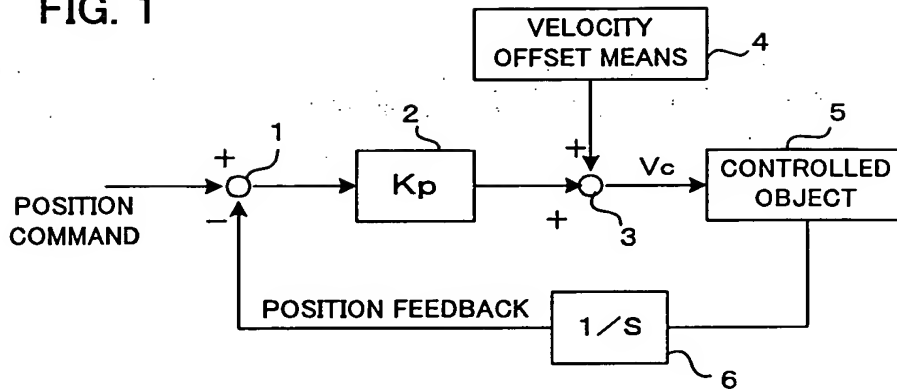 FIG. 1
VELOCITY
OFFSET MEANS
4
1
2
5
+
Kp
+
Vc
CONTROLLED
OBJECT
POSITION
COMMAND
−
+
3
POSITION FEEDBACK
1/S
6